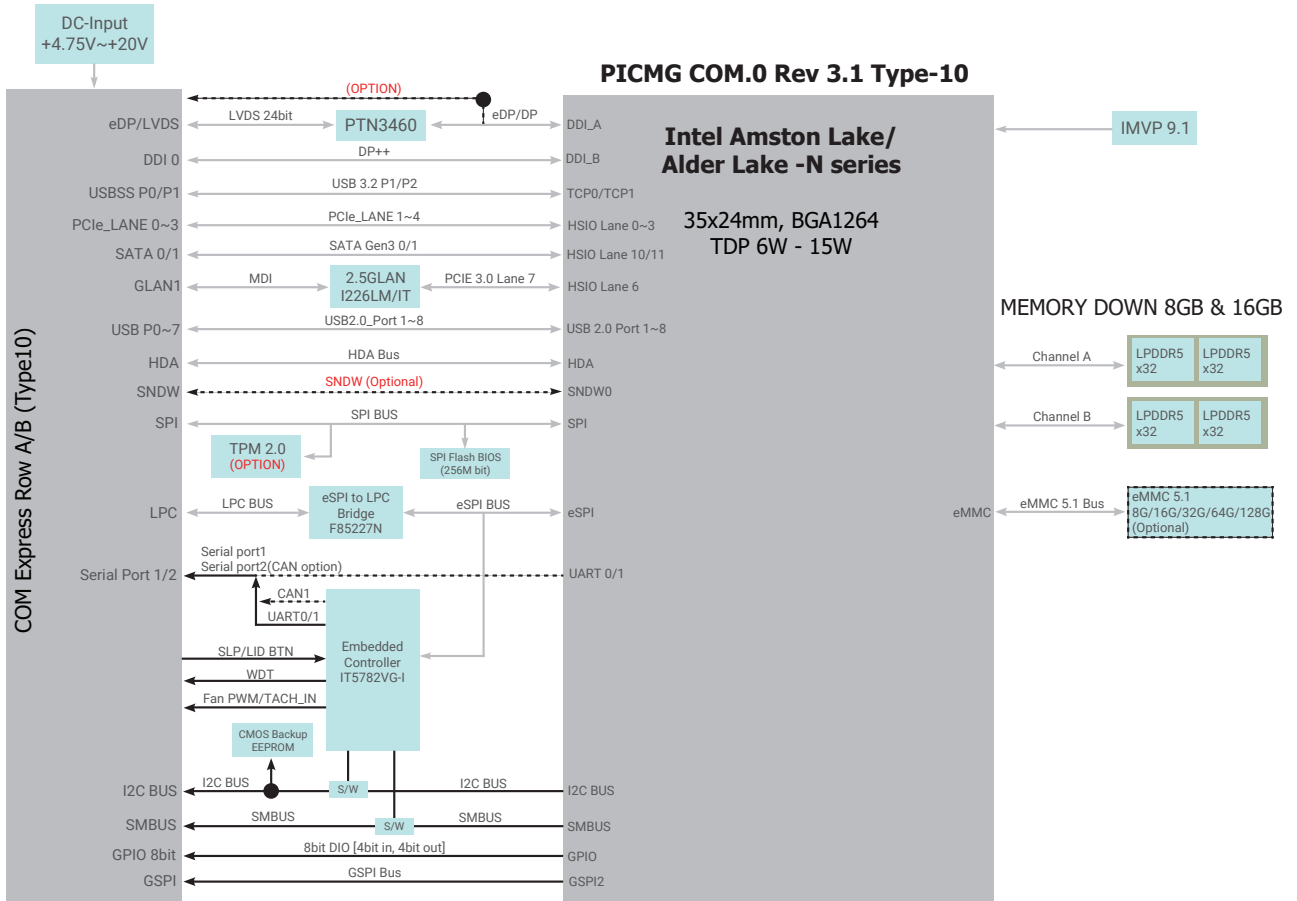 DC-Input
+4.75V~+20V
PICMG COM.0 Rev 3.1 Type-10
(OPTION)
eDP/LVDS
LVDS 24bit
PTN3460
eDP/DP
DDI_A
Intel Amston Lake/
Alder Lake -N series
IMVP 9.1
DDI 0
DP++
DDI_B
USBSS P0/P1
USB 3.2 P1/P2
TCP0/TCP1
PCIe_LANE 0~3
PCIe_LANE 1~4
HSIO Lane 0~3
35x24mm, BGA1264
TDP 6W - 15W
SATA 0/1
SATA Gen3 0/1
HSIO Lane 10/11
GLAN1
MDI
2.5GLAN
I226LM/IT
PCIE 3.0 Lane 7
HSIO Lane 6
MEMORY DOWN 8GB & 16GB
USB P0~7
USB2.0_Port 1~8
USB 2.0 Port 1~8
HDA
HDA Bus
HDA
Channel A
LPDDR5
x32
LPDDR5
x32
SNDW
SNDW (Optional)
SNDW0
SPI
SPI BUS
SPI
Channel B
LPDDR5
x32
LPDDR5
x32
TPM 2.0
(OPTION)
SPI Flash BIOS
(256M bit)
COM Express Row A/B (Type10)
LPC
LPC BUS
eSPI to LPC
Bridge
F85227N
eSPI BUS
eSPI
eMMC
eMMC 5.1 Bus
eMMC 5.1
8G/16G/32G/64G/128G
(Optional)
Serial port1
Serial port2(CAN option)
Serial Port 1/2
UART 0/1
CAN1
UART0/1
SLP/LID BTN
WDT
Fan PWM/TACH_IN
Embedded
Controller
IT5782VG-I
CMOS Backup
EEPROM
I2C BUS
I2C BUS
S/W
I2C BUS
I2C BUS
SMBUS
SMBUS
S/W
SMBUS
SMBUS
GPIO 8bit
8bit DIO [4bit in, 4bit out]
GPIO
GSPI
GSPI Bus
GSPI2